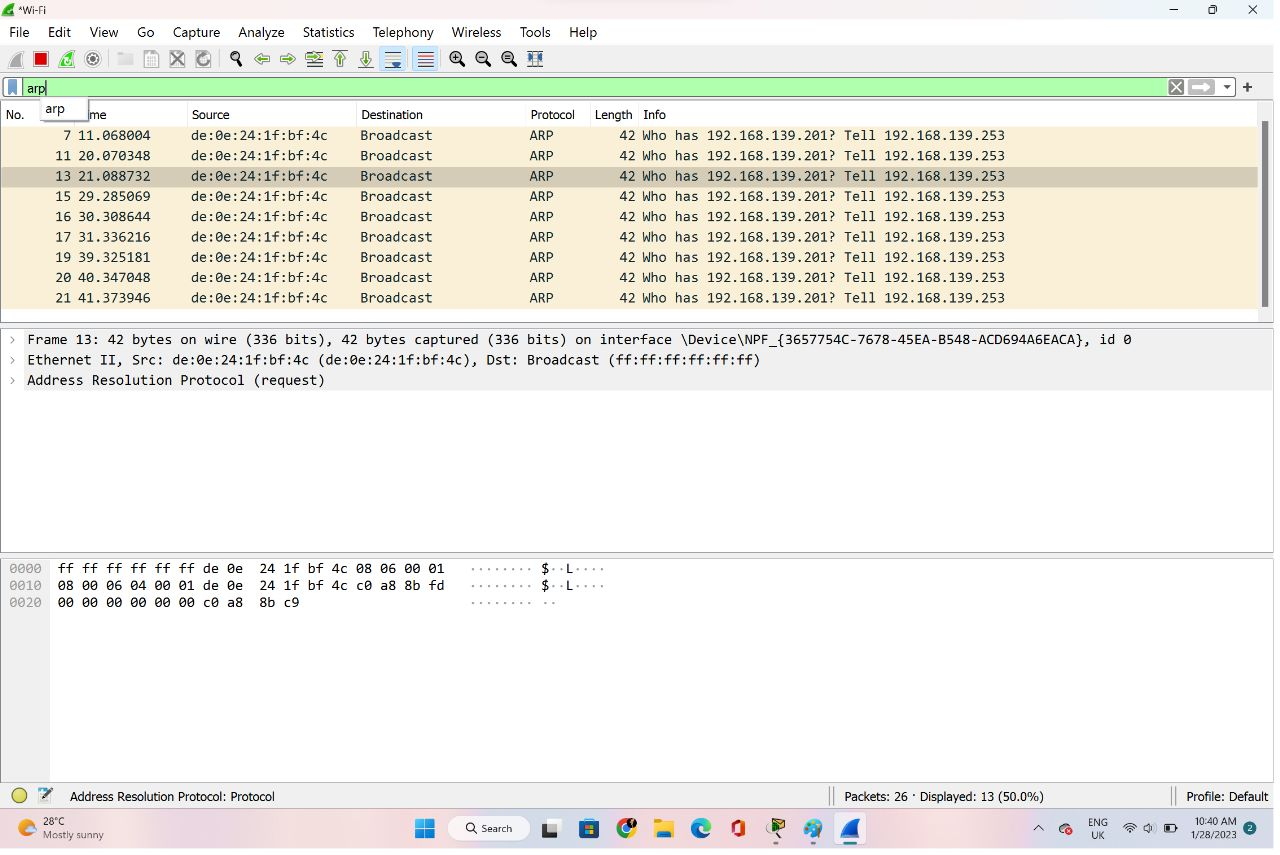 *Wi-Fi
File Edit View Go Capture Analyze Statistics Telephony Wireless Tools Help
arp
arp
No. me Source Destination Protocol Length Info
7 11.068004 de:0e:24:1f:bf:4c Broadcast ARP 42 Who has 192.168.139.201? Tell 192.168.139.253
11 20.070348 de:0e:24:1f:bf:4c Broadcast ARP 42 Who has 192.168.139.201? Tell 192.168.139.253
13 21.088732 de:0e:24:1f:bf:4c Broadcast ARP 42 Who has 192.168.139.201? Tell 192.168.139.253
15 29.285069 de:0e:24:1f:bf:4c Broadcast ARP 42 Who has 192.168.139.201? Tell 192.168.139.253
16 30.308644 de:0e:24:1f:bf:4c Broadcast ARP 42 Who has 192.168.139.201? Tell 192.168.139.253
17 31.336216 de:0e:24:1f:bf:4c Broadcast ARP 42 Who has 192.168.139.201? Tell 192.168.139.253
19 39.325181 de:0e:24:1f:bf:4c Broadcast ARP 42 Who has 192.168.139.201? Tell 192.168.139.253
20 40.347048 de:0e:24:1f:bf:4c Broadcast ARP 42 Who has 192.168.139.201? Tell 192.168.139.253
21 41.373946 de:0e:24:1f:bf:4c Broadcast ARP 42 Who has 192.168.139.201? Tell 192.168.139.253
Frame 13: 42 bytes on wire (336 bits), 42 bytes captured (336 bits) on interface \Device\NPF_{3657754C-7678-45EA-B548-ACD694A6EACA}, id 0
Ethernet II, Src: de:0e:24:1f:bf:4c (de:0e:24:1f:bf:4c), Dst: Broadcast (ff:ff:ff:ff:ff:ff)
Address Resolution Protocol (request)
0000 ff ff ff ff ff ff de 0e 24 1f bf 4c 08 06 00 01 ········ $··L····
0010 08 00 06 04 00 01 de 0e 24 1f bf 4c c0 a8 8b fd ········ $··L····
0020 00 00 00 00 00 00 c0 a8 8b c9 ········ ··
Address Resolution Protocol: Protocol Packets: 26 · Displayed: 13 (50.0%) Profile: Default
28°C
Mostly sunny
Search
ENG
UK
10:40 AM
1/28/2023
2